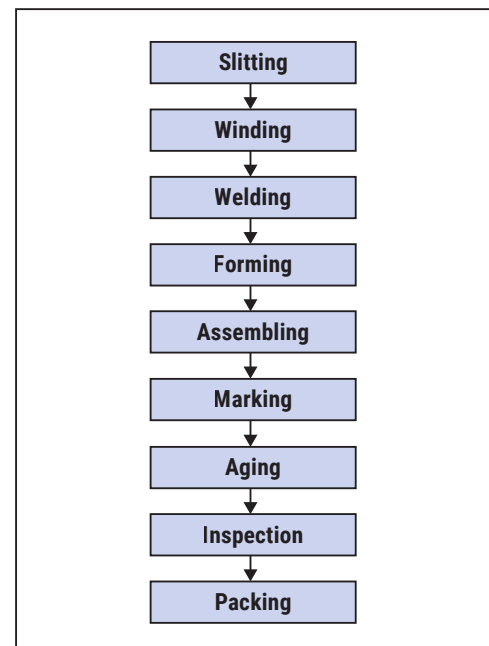 Slitting
Winding
Welding
Forming
Assembling
Marking
Aging
Inspection
Packing